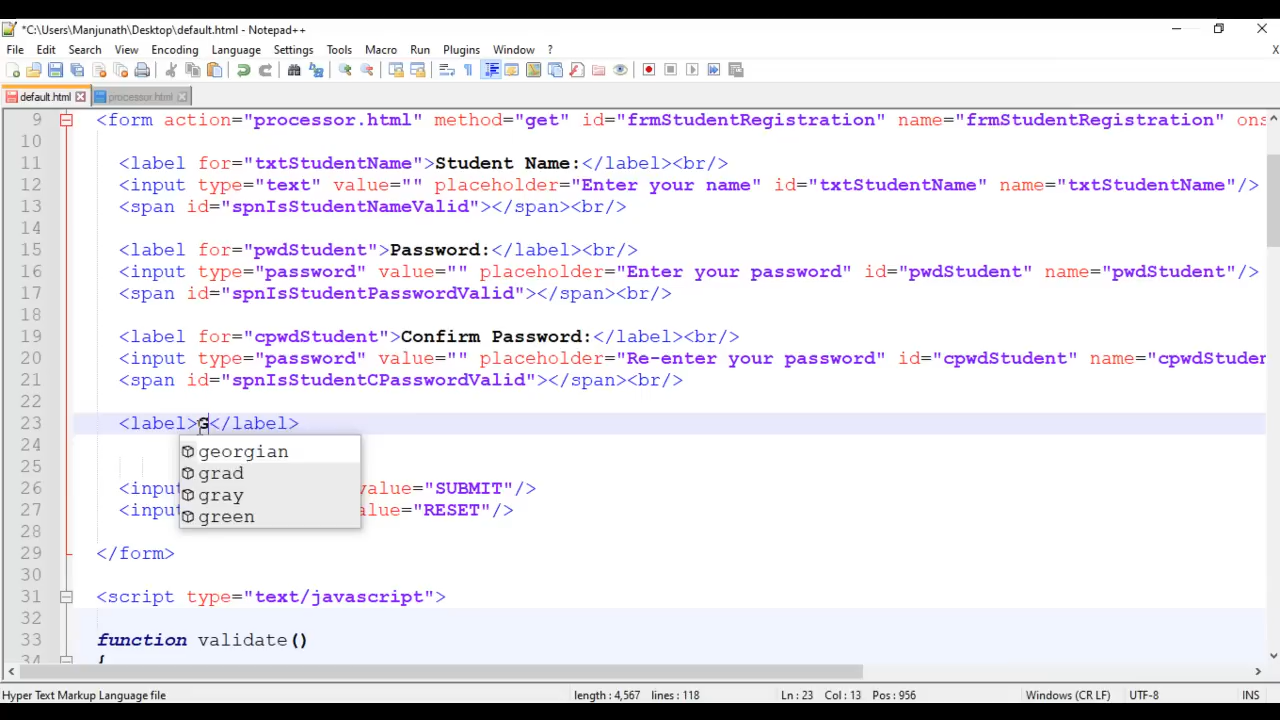 *C:\Users\Manjunath\Desktop\default.html - Notepad++
File Edit Search View Encoding Language Settings Tools Macro Run Plugins Window ? X
default.html processor.html
9 <form action="processor.html" method="get" id="frmStudentRegistration" name="frmStudentRegistration" ons
10
11 <label for="txtStudentName">Student Name:</label><br/>
12 <input type="text" value="" placeholder="Enter your name" id="txtStudentName" name="txtStudentName"/>
13 <span id="spnIsStudentNameValid"></span><br/>
14
15 <label for="pwdStudent">Password:</label><br/>
16 <input type="password" value="" placeholder="Enter your password" id="pwdStudent" name="pwdStudent"/>
17 <span id="spnIsStudentPasswordValid"></span><br/>
18
19 <label for="cpwdStudent">Confirm Password:</label><br/>
20 <input type="password" value="" placeholder="Re-enter your password" id="cpwdStudent" name="cpwdStuden
21 <span id="spnIsStudentCPasswordValid"></span><br/>
22
23 <label>G</label>
24 georgian
25 grad
26 <input gray value="SUBMIT"/>
27 <input green value="RESET"/>
28
29 </form>
30
31 <script type="text/javascript">
32
33 function validate()
34 {
Hyper Text Markup Language file length : 4,567 lines : 118 Ln : 23 Col : 13 Pos : 956 Windows (CR LF) UTF-8 INS